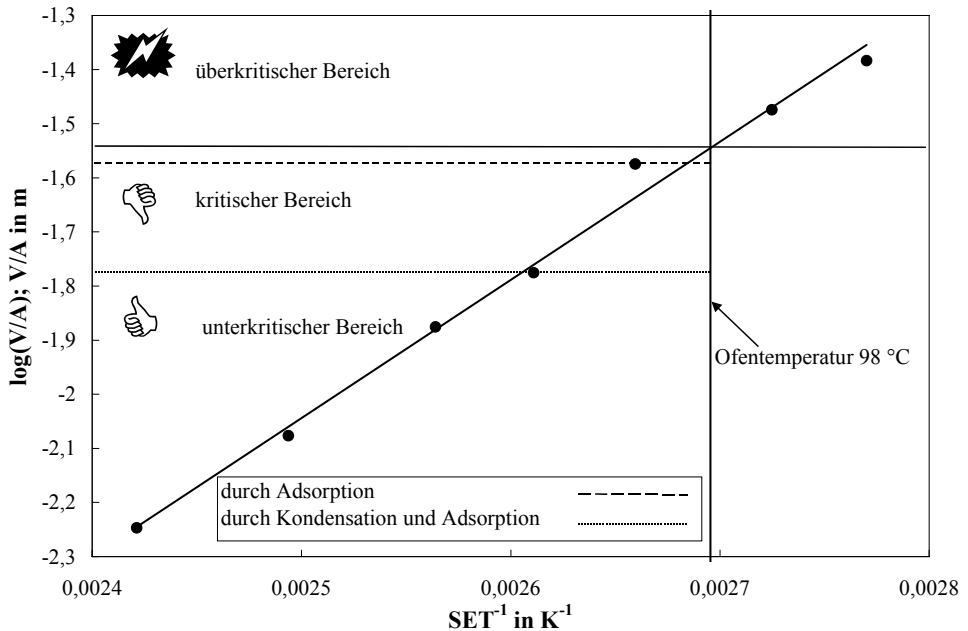 -1,3
-1,4
-1,5
-1,6
-1,7
-1,8
-1,9
-2
-2,1
-2,2
-2,3
log(V/A); V/A in m
überkritischer Bereich
kritischer Bereich
unterkritischer Bereich
Ofentemperatur 98 °C
durch Adsorption
durch Kondensation und Adsorption
0,0024
0,0025
0,0026
0,0027
0,0028
SET⁻¹ in K⁻¹